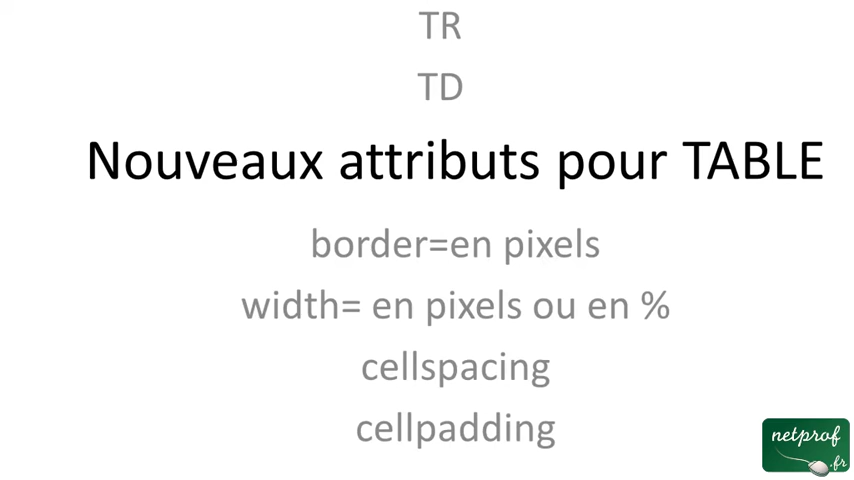 TR
TD
Nouveaux attributs pour TABLE
border=en pixels
width= en pixels ou en %
cellspacing
cellpadding
netprof
.fr